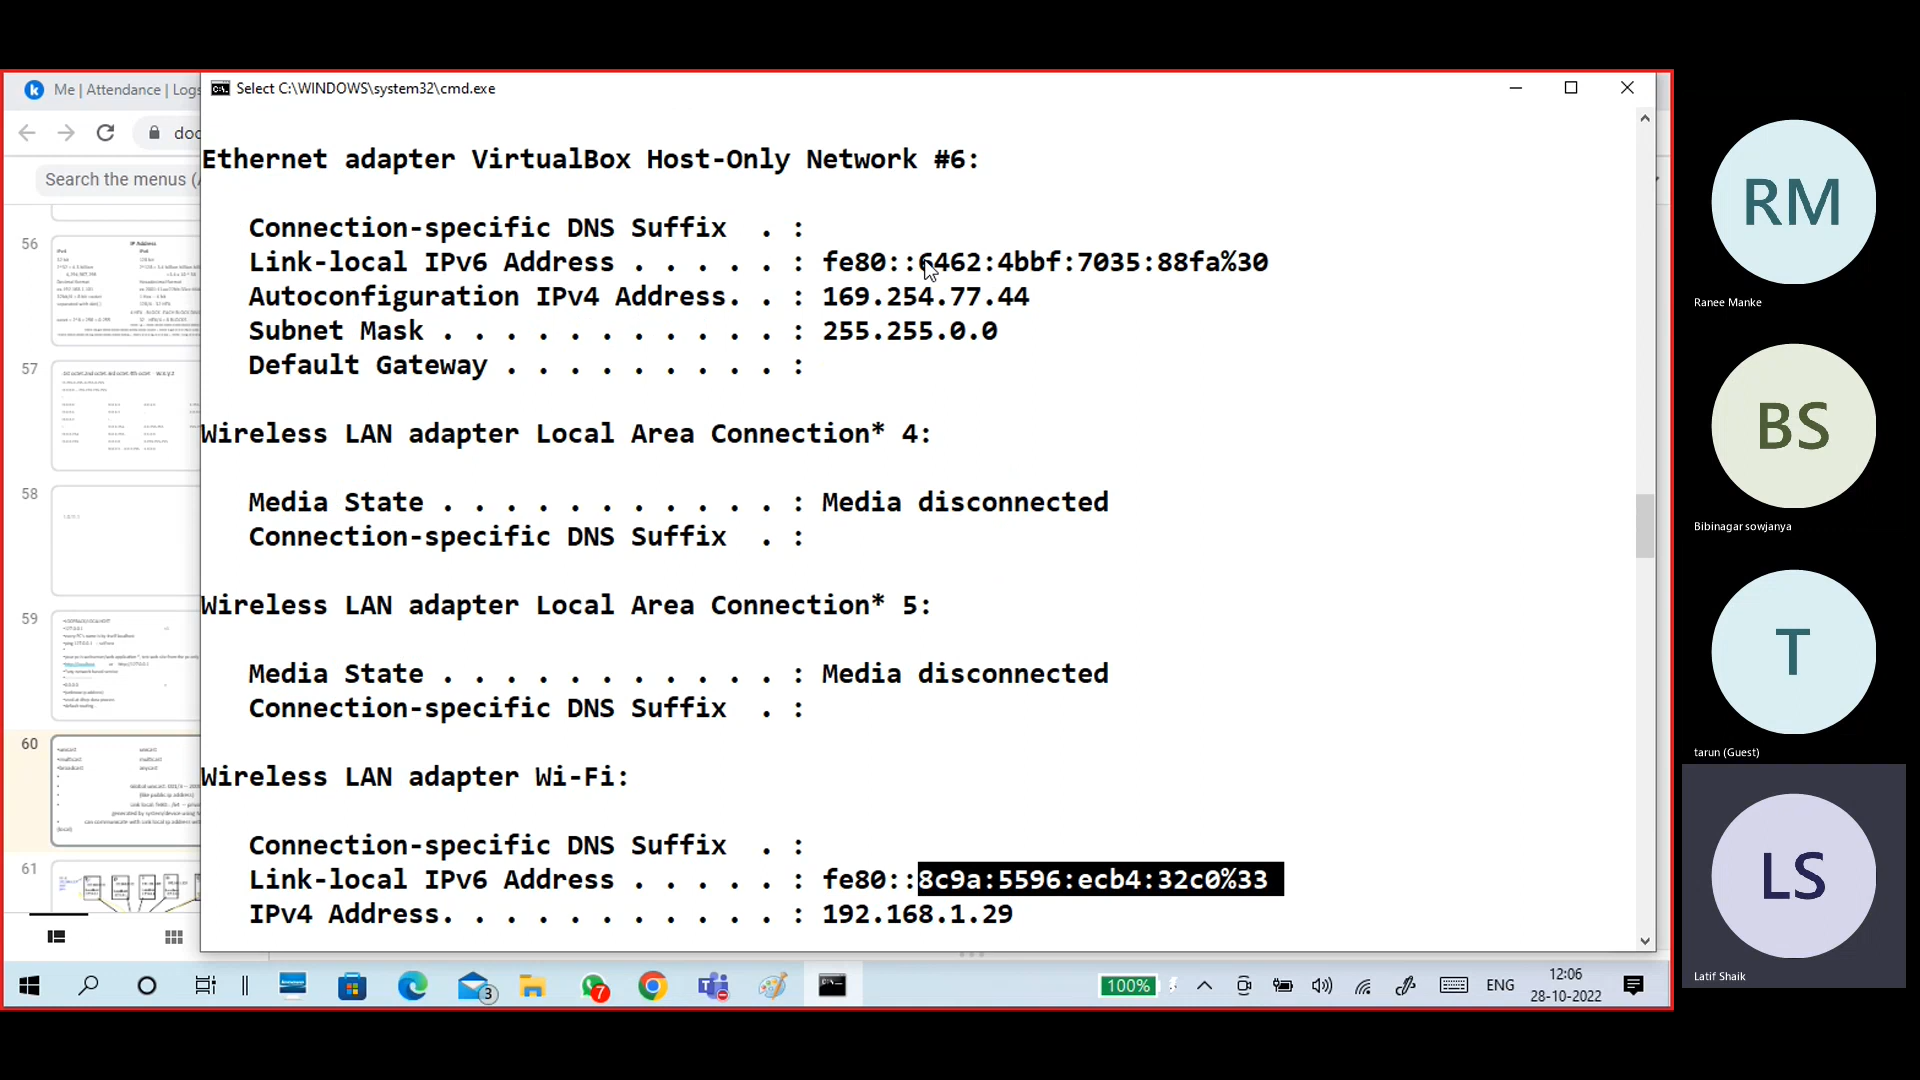 Me | Attendance | Logs
Select C:\WINDOWS\system32\cmd.exe
doc
Search the menus (A
Ethernet adapter VirtualBox Host-Only Network #6:
Connection-specific DNS Suffix  . :
Link-local IPv6 Address . . . . . : fe80::6462:4bbf:7035:88fa%30
Autoconfiguration IPv4 Address. . : 169.254.77.44
Subnet Mask . . . . . . . . . . . : 255.255.0.0
Default Gateway . . . . . . . . . :
Wireless LAN adapter Local Area Connection* 4:
Media State . . . . . . . . . . . : Media disconnected
Connection-specific DNS Suffix  . :
Wireless LAN adapter Local Area Connection* 5:
Media State . . . . . . . . . . . : Media disconnected
Connection-specific DNS Suffix  . :
Wireless LAN adapter Wi-Fi:
Connection-specific DNS Suffix  . :
Link-local IPv6 Address . . . . . : fe80::8c9a:5596:ecb4:32c0%33
IPv4 Address. . . . . . . . . . . : 192.168.1.29
56
IP Address
57
58
59
60
61
3
7
100%
ENG
12:06
28-10-2022
RM
Ranee Manke
BS
Bibinagar sowjanya
T
tarun (Guest)
LS
Latif Shaik